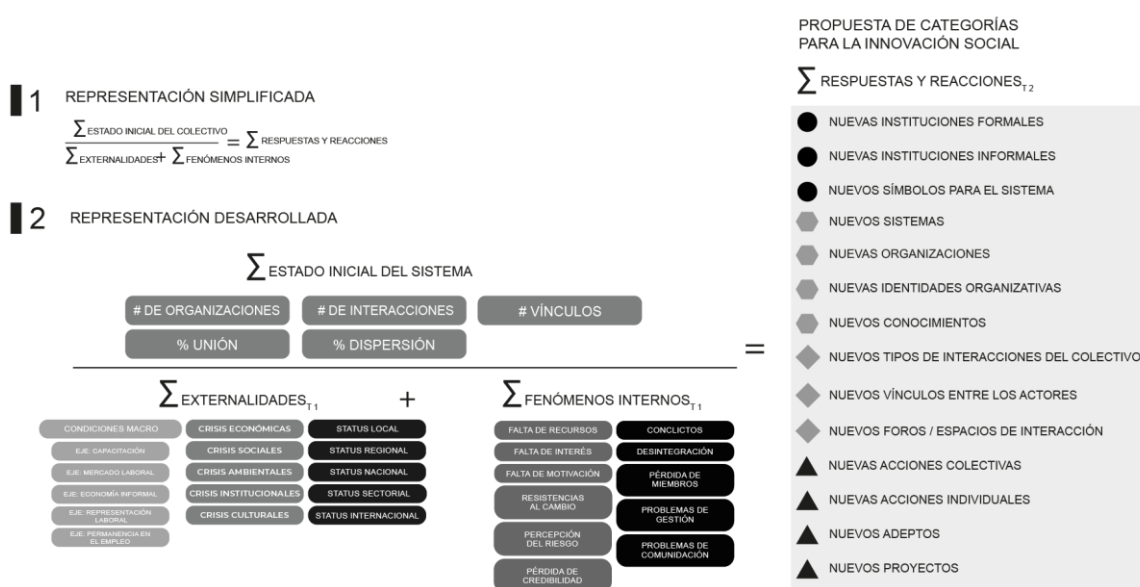 1 REPRESENTACIÓN SIMPLIFICADA
∑ ESTADO INICIAL DEL COLECTIVO
∑ EXTERNALIDADES + ∑ FENÓMENOS INTERNOS
= ∑ RESPUESTAS Y REACCIONES
2 REPRESENTACIÓN DESARROLLADA
∑ ESTADO INICIAL DEL SISTEMA
# DE ORGANIZACIONES
# DE INTERACCIONES
# VÍNCULOS
% UNIÓN
% DISPERSIÓN
=
∑ EXTERNALIDADES T1
+
∑ FENÓMENOS INTERNOS T1
CONDICIONES MACRO
EJE: CAPACITACIÓN
EJE: MERCADO LABORAL
EJE: ECONOMÍA INFORMAL
EJE: REPRESENTACIÓN
LABORAL
EJE: PERMANENCIA EN
EL EMPLEO
CRISIS ECONÓMICAS
CRISIS SOCIALES
CRISIS AMBIENTALES
CRISIS INSTITUCIONALES
CRISIS CULTURALES
STATUS LOCAL
STATUS REGIONAL
STATUS NACIONAL
STATUS SECTORIAL
STATUS INTERNACIONAL
FALTA DE RECURSOS
FALTA DE INTERÉS
FALTA DE MOTIVACIÓN
RESISTENCIAS
AL CAMBIO
PERCEPCIÓN
DEL RIESGO
PÉRDIDA DE
CREDIBILIDAD
CONCLICTOS
DESINTEGRACIÓN
PÉRDIDA DE
MIEMBROS
PROBLEMAS DE
GESTIÓN
PROBLEMAS DE
COMUNIDACIÓN
PROPUESTA DE CATEGORÍAS
PARA LA INNOVACIÓN SOCIAL
∑ RESPUESTAS Y REACCIONES T2
NUEVAS INSTITUCIONES FORMALES
NUEVAS INSTITUCIONES INFORMALES
NUEVOS SÍMBOLOS PARA EL SISTEMA
NUEVOS SISTEMAS
NUEVAS ORGANIZACIONES
NUEVAS IDENTIDADES ORGANIZATIVAS
NUEVOS CONOCIMIENTOS
NUEVOS TIPOS DE INTERACCIONES DEL COLECTIVO
NUEVOS VÍNCULOS ENTRE LOS ACTORES
NUEVOS FOROS / ESPACIOS DE INTERACCIÓN
NUEVAS ACCIONES COLECTIVAS
NUEVAS ACCIONES INDIVIDUALES
NUEVOS ADEPTOS
NUEVOS PROYECTOS